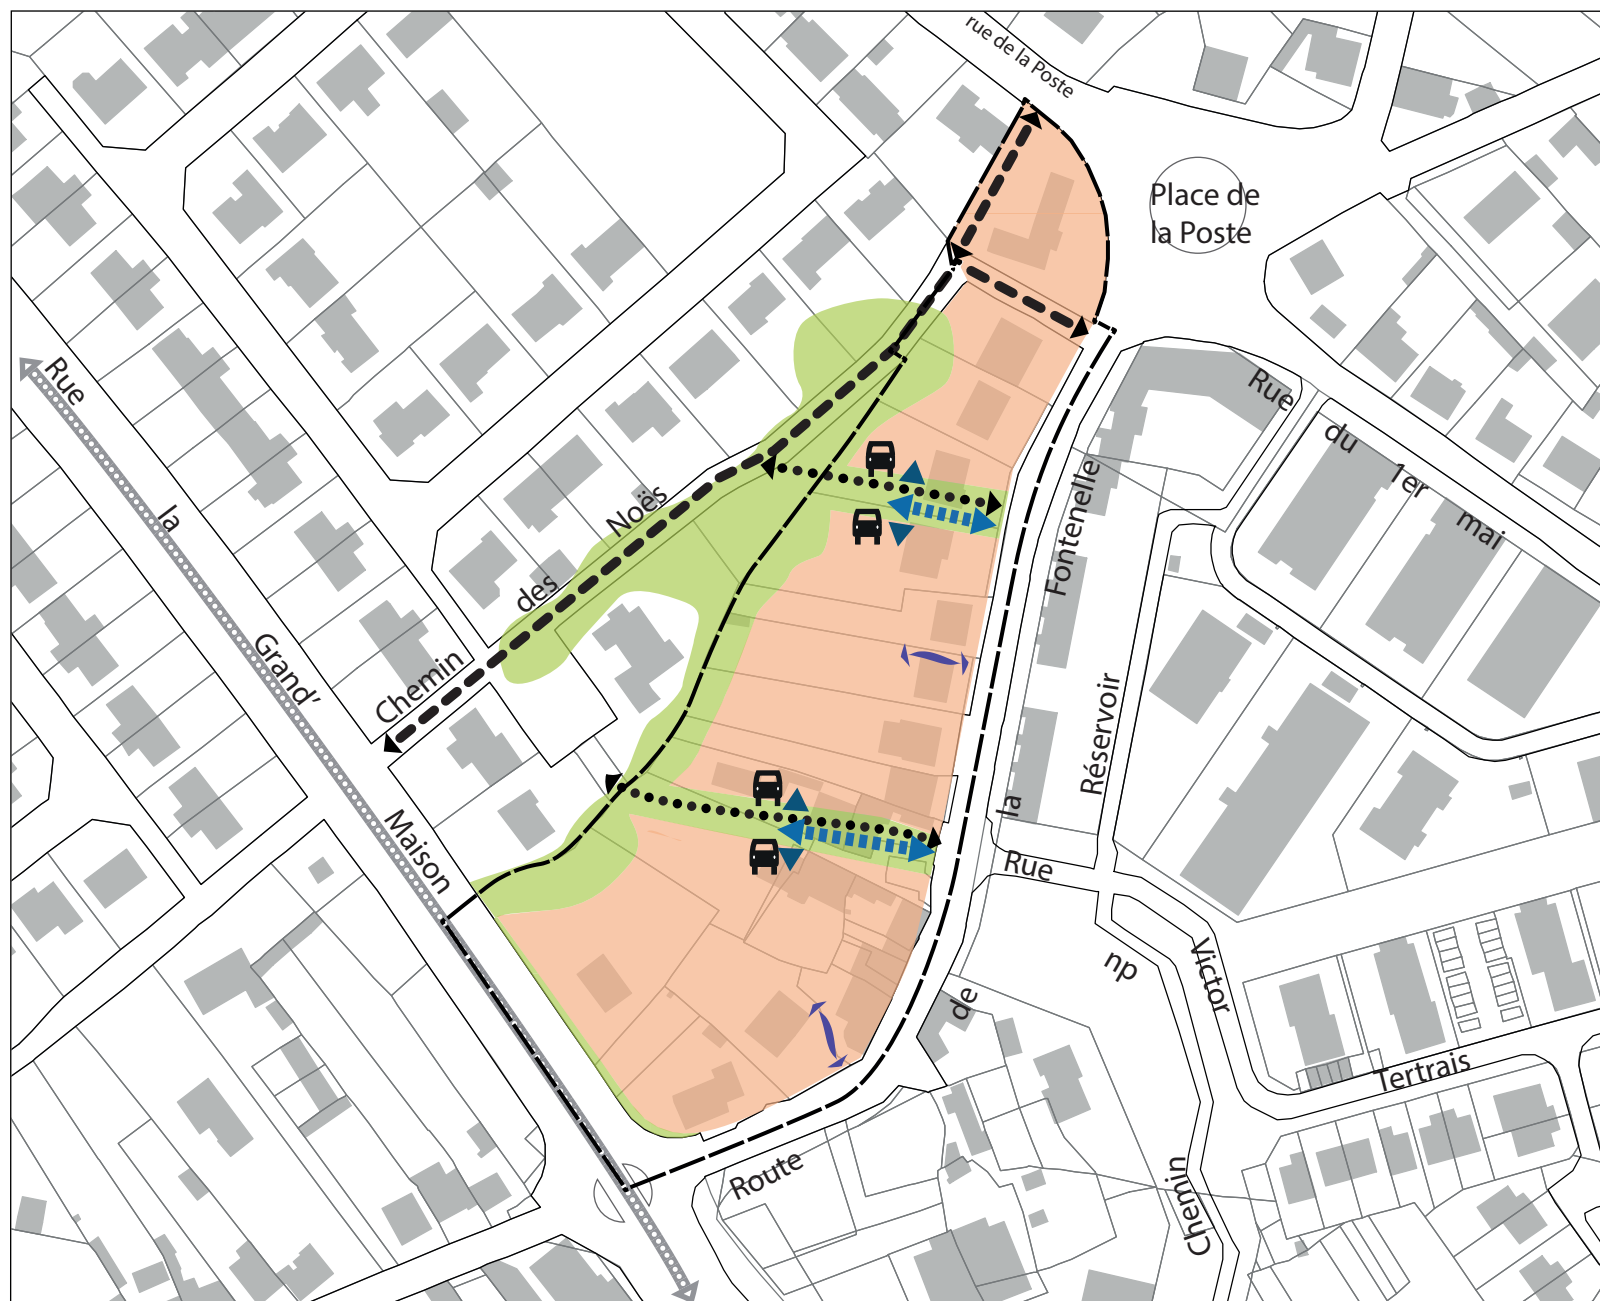 rue de la Poste
Place de
la Poste
Rue
la
Grand'
Maison
Chemin
des
Noës
Rue
du
1er
mai
Route
de
la
Fontenelle
Réservoir
Rue
Victor
Tertrais
Chemin
np